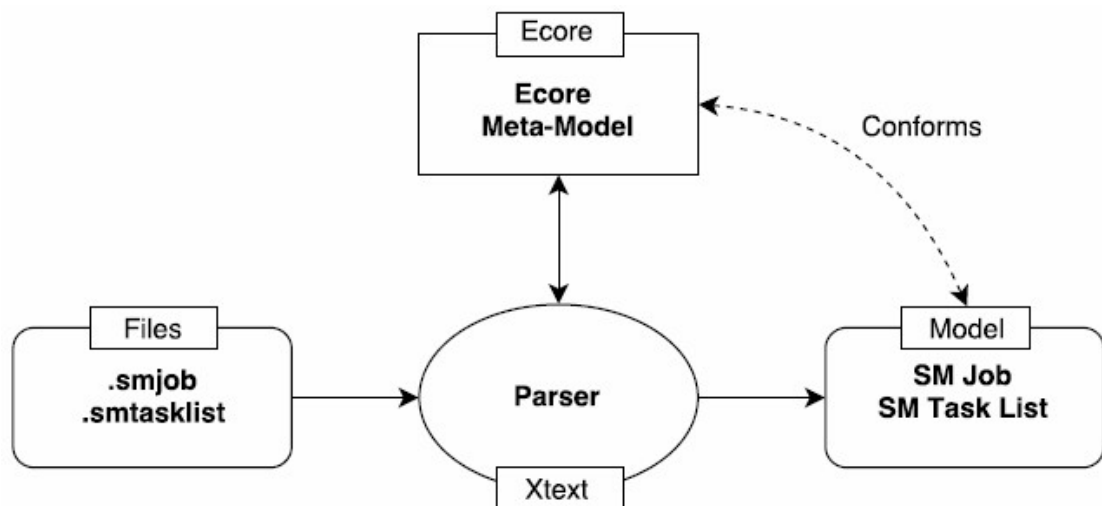 Ecore
Ecore
Meta-Model
Conforms
Files
.smjob
.smtasklist
Parser
Xtext
Model
SM Job
SM Task List